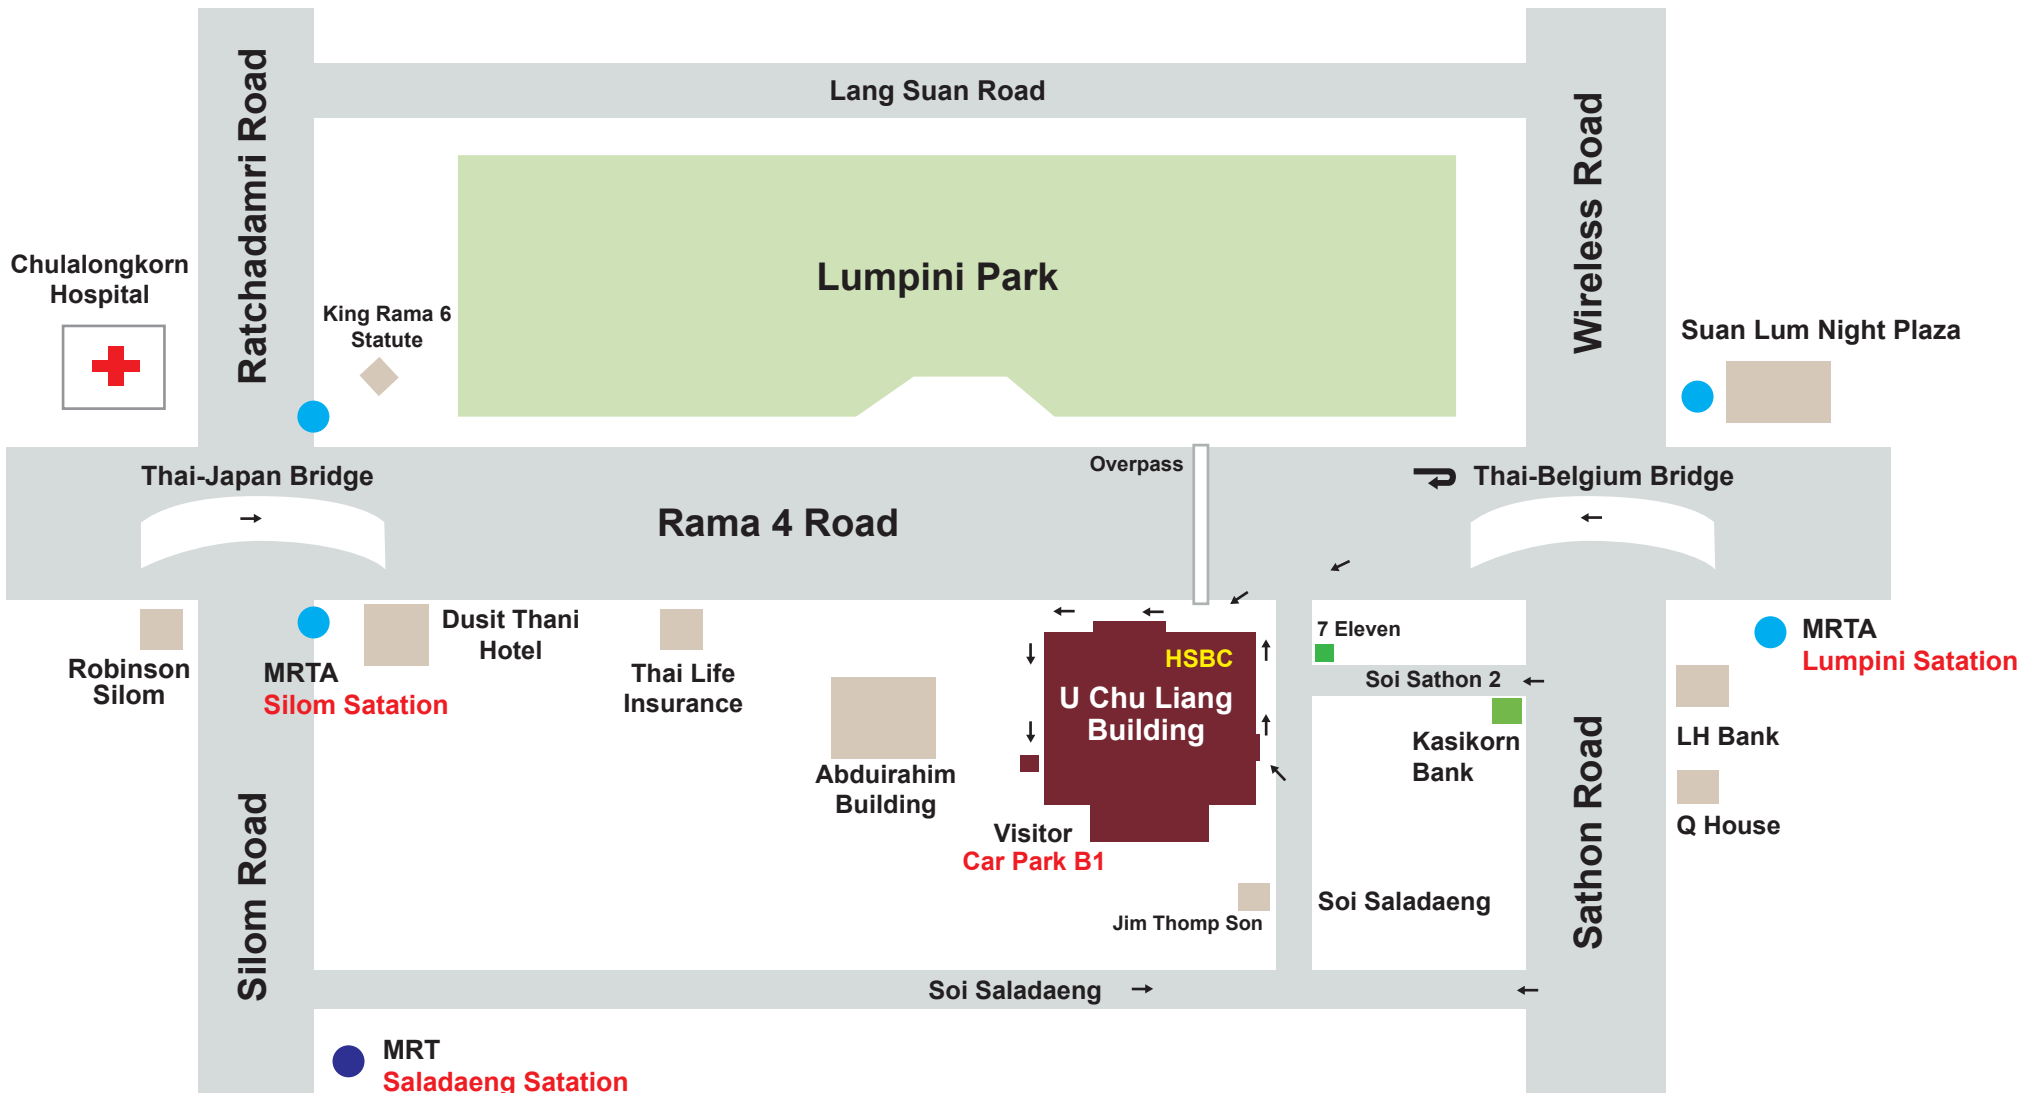 Ratchadamri Road
Lang Suan Road
Wireless Road
Chulalongkorn
Hospital
King Rama 6
Statute
Lumpini Park
Suan Lum Night Plaza
Thai-Japan Bridge
Overpass
Thai-Belgium Bridge
Rama 4 Road
Robinson
Silom
MRTA
Silom Satation
Dusit Thani
Hotel
Thai Life
Insurance
Abduirahim
Building
HSBC
U Chu Liang
Building
7 Eleven
Soi Sathon 2
Kasikorn
Bank
MRTA
Lumpini Satation
LH Bank
Q House
Visitor
Car Park B1
Jim Thomp Son
Soi Saladaeng
Silom Road
Sathon Road
Soi Saladaeng
MRT
Saladaeng Satation